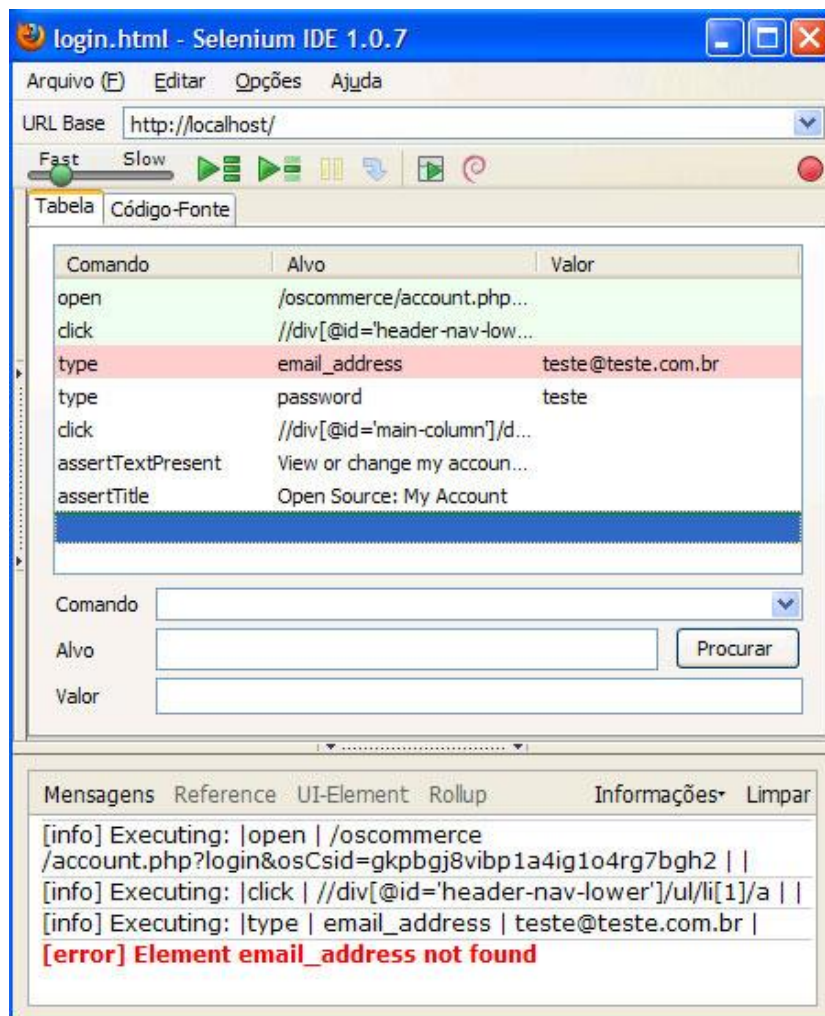 login.html - Selenium IDE 1.0.7
Arquivo (F) Editar Opções Ajuda
URL Base http://localhost/
Fast Slow
Tabela Código-Fonte
Comando Alvo Valor
open /oscommerce/account.php...
click //div[@id='header-nav-low...
type email_address teste@teste.com.br
type password teste
click //div[@id='main-column']/d...
assertTextPresent View or change my accoun...
assertTitle Open Source: My Account
Comando
Alvo Procurar
Valor
Mensagens Reference UI-Element Rollup Informações Limpar
[info] Executing: |open | /oscommerce
/account.php?login&osCsid=gkpbgj8vibp1a4ig1o4rg7bgh2 | |
[info] Executing: |click | //div[@id='header-nav-lower']/ul/li[1]/a | |
[info] Executing: |type | email_address | teste@teste.com.br |
[error] Element email_address not found